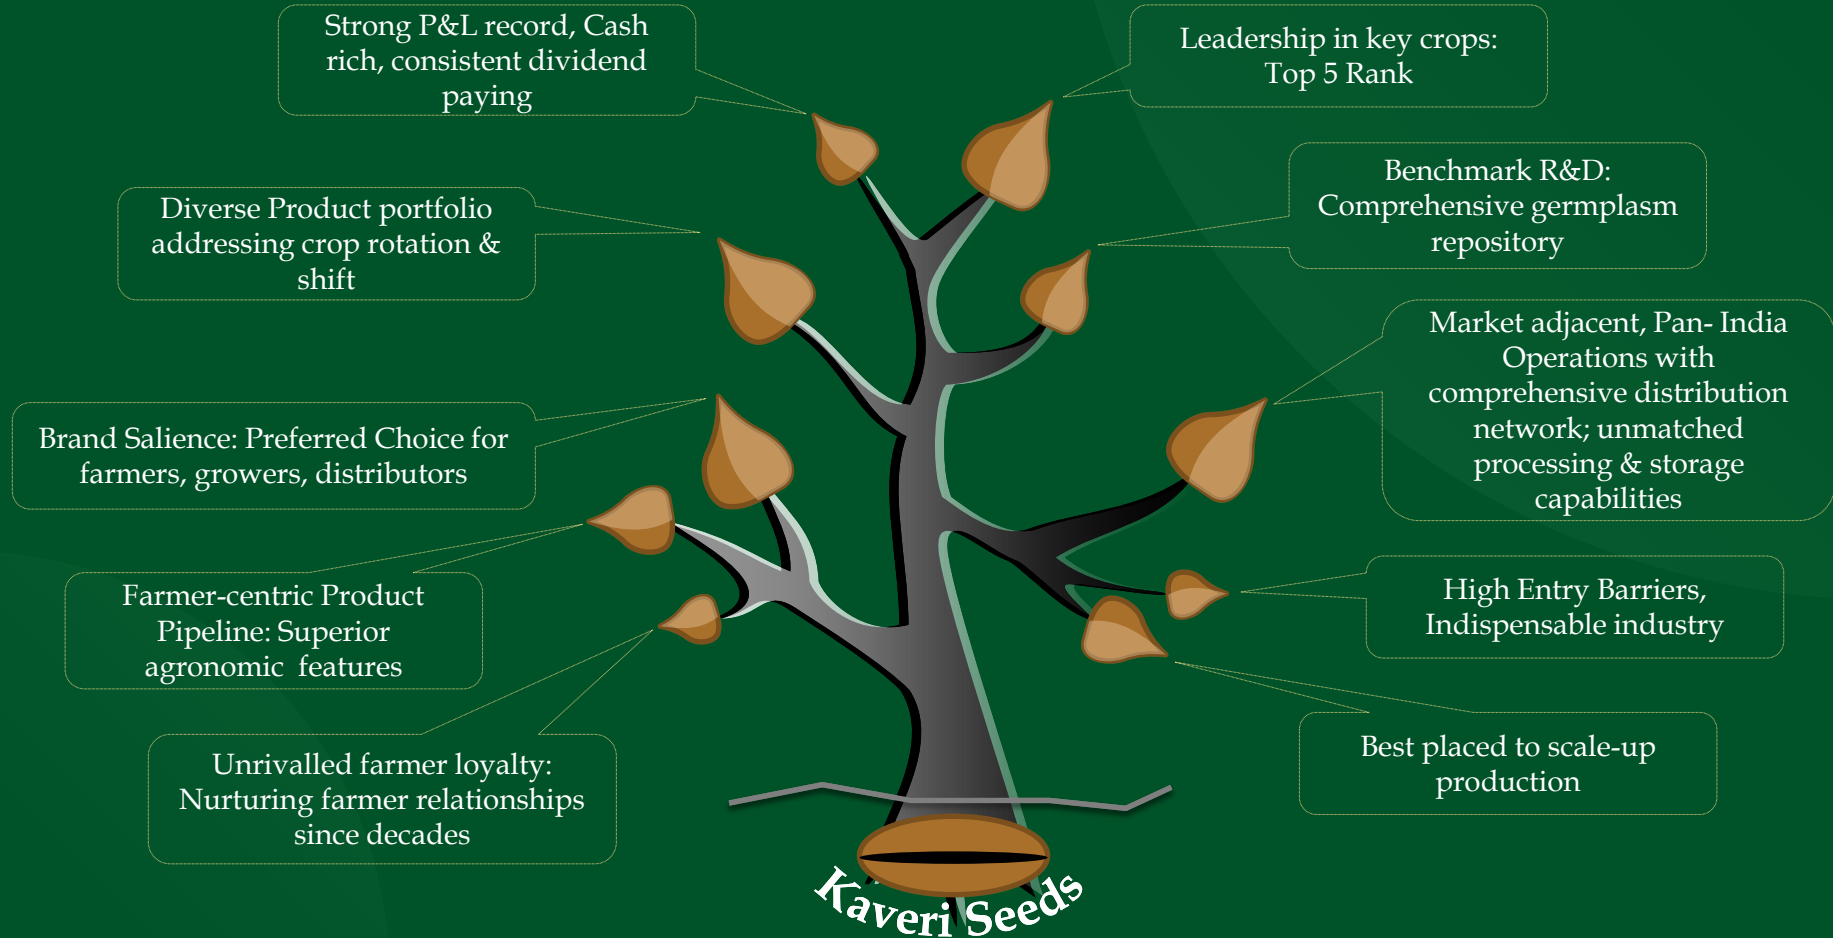 Strong P&L record, Cash
rich, consistent dividend
paying
Leadership in key crops:
Top 5 Rank
Diverse Product portfolio
addressing crop rotation &
shift
Benchmark R&D:
Comprehensive germplasm
repository
Brand Salience: Preferred Choice for
farmers, growers, distributors
Market adjacent, Pan- India
Operations with
comprehensive distribution
network; unmatched
processing & storage
capabilities
Farmer-centric Product
Pipeline: Superior
agronomic  features
High Entry Barriers,
Indispensable industry
Unrivalled farmer loyalty:
Nurturing farmer relationships
since decades
Best placed to scale-up
production
Kaveri Seeds